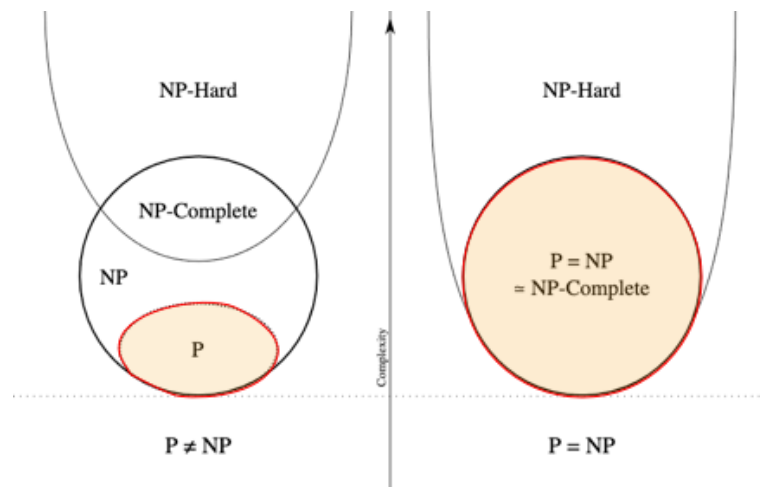 NP-Hard
NP-Complete
NP
P
P ≠ NP
Complexity
NP-Hard
P = NP
≃ NP-Complete
P = NP